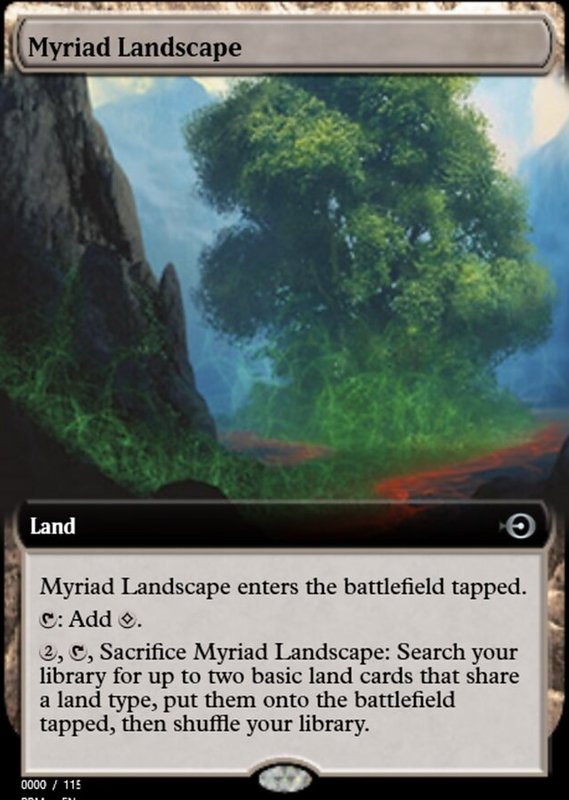 Myriad Landscape
Land
Myriad Landscape enters the battlefield tapped.
: Add .
2, , Sacrifice Myriad Landscape: Search your
library for up to two basic land cards that share
a land type, put them onto the battlefield
tapped, then shuffle your library.
0000 / 115